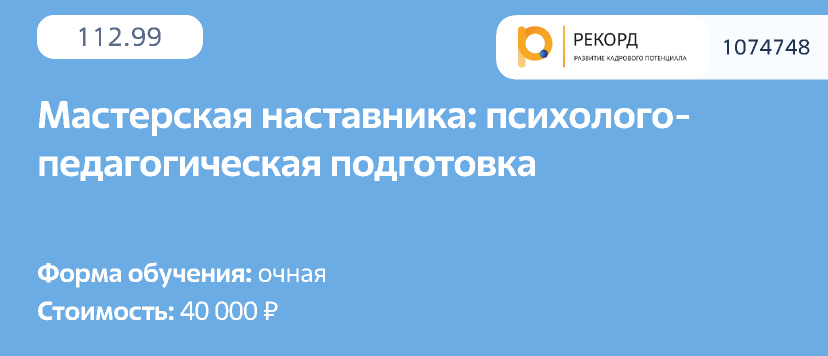 112.99
РЕКОРД
РАЗВИТИЕ КАДРОВОГО ПОТЕНЦИАЛА
1074748
Мастерская наставника: психолого-
педагогическая подготовка
Форма обучения: очная
Стоимость: 40 000 ₽